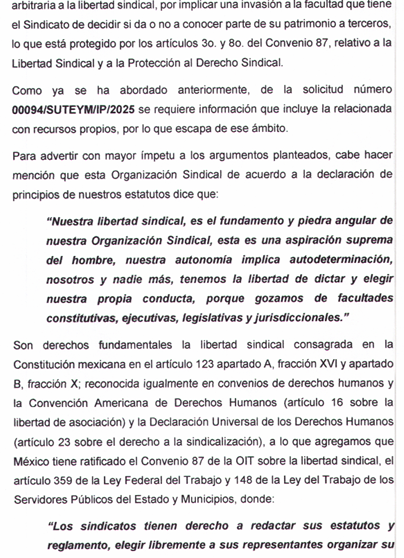 arbitraria a la libertad sindical, por implicar una invasión a la facultad que tiene
el Sindicato de decidir si da o no a conocer parte de su patrimonio a terceros,
lo que está protegido por los artículos 3o. y 8o. del Convenio 87, relativo a la
Libertad Sindical y a la Protección al Derecho Sindical.
Como ya se ha abordado anteriormente, de la solicitud número
00094/SUTEYM/IP/2025 se requiere información que incluye la relacionada
con recursos propios, por lo que escapa de ese ámbito.
Para advertir con mayor ímpetu a los argumentos planteados, cabe hacer
mención que esta Organización Sindical de acuerdo a la declaración de
principios de nuestros estatutos dice que:
“Nuestra libertad sindical, es el fundamento y piedra angular de
nuestra Organización Sindical, esta es una aspiración suprema
del hombre, nuestra autonomía implica autodeterminación,
nosotros y nadie más, tenemos la libertad de dictar y elegir
nuestra propia conducta, porque gozamos de facultades
constitutivas, ejecutivas, legislativas y jurisdiccionales.”
Son derechos fundamentales la libertad sindical consagrada en la
Constitución mexicana en el artículo 123 apartado A, fracción XVI y apartado
B, fracción X; reconocida igualmente en convenios de derechos humanos y
la Convención Americana de Derechos Humanos (artículo 16 sobre la
libertad de asociación) y la Declaración Universal de los Derechos Humanos
(artículo 23 sobre el derecho a la sindicalización), a lo que agregamos que
México tiene ratificado el Convenio 87 de la OIT sobre la libertad sindical, el
artículo 359 de la Ley Federal del Trabajo y 148 de la Ley del Trabajo de los
Servidores Públicos del Estado y Municipios, donde:
“Los sindicatos tienen derecho a redactar sus estatutos y
reglamento, elegir libremente a sus representantes organizar su